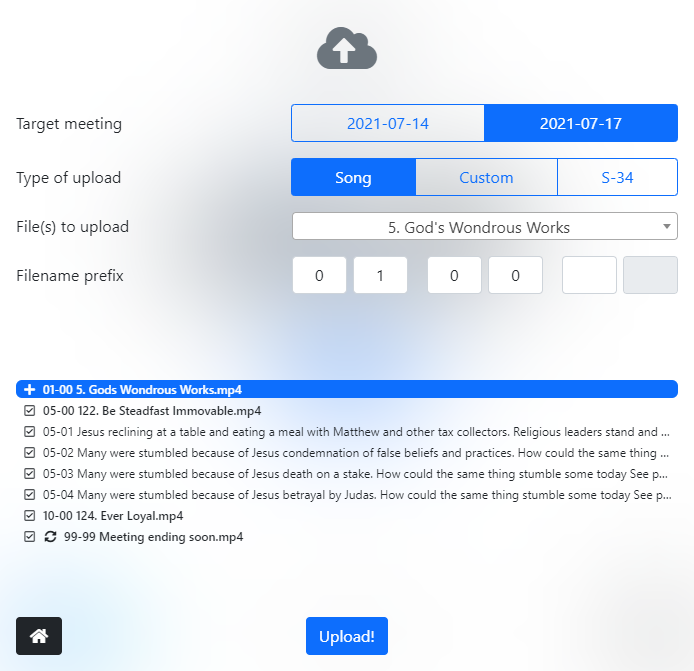 Target meeting 2021-07-14 2021-07-17
Type of upload Song Custom S-34
File(s) to upload 5. God's Wondrous Works
Filename prefix 0 1 0 0
01-00 5. Gods Wondrous Works.mp4
05-00 122. Be Steadfast Immovable.mp4
05-01 Jesus reclining at a table and eating a meal with Matthew and other tax collectors. Religious leaders stand and ...
05-02 Many were stumbled because of Jesus condemnation of false beliefs and practices. How could the same thing ...
05-03 Many were stumbled because of Jesus death on a stake. How could the same thing stumble some today See p...
05-04 Many were stumbled because of Jesus betrayal by Judas. How could the same thing stumble some today See p...
10-00 124. Ever Loyal.mp4
99-99 Meeting ending soon.mp4
Upload!